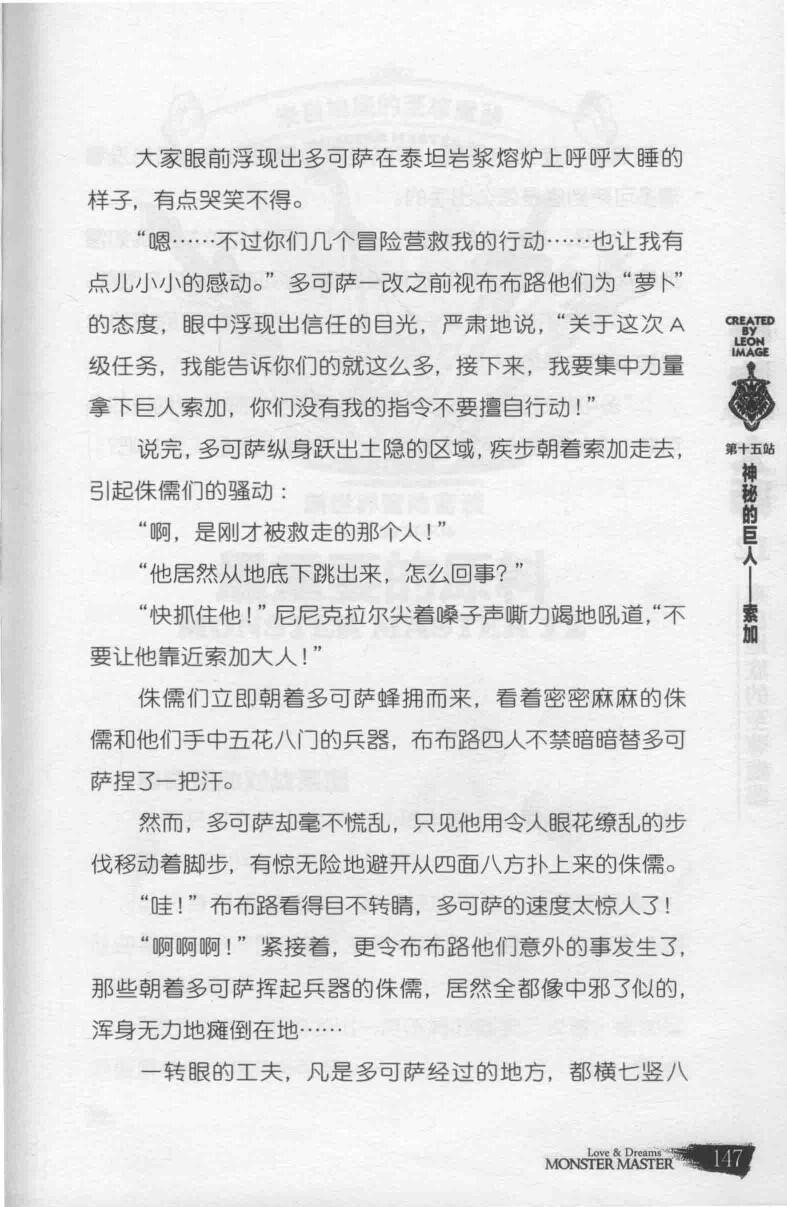 大家眼前浮现出多可萨在泰坦岩浆熔炉上呼呼大睡的
样子，有点哭笑不得。
“嗯……不过你们几个冒险营救我的行动……也让我有
点儿小小的感动。”多可萨一改之前视布布路他们为“萝卜”
的态度，眼中浮现出信任的目光，严肃地说，“关于这次 A
级任务，我能告诉你们的就这么多，接下来，我要集中力量
拿下巨人索加，你们没有我的指令不要擅自行动！”
说完，多可萨纵身跃出土隐的区域，疾步朝着索加走去，
引起侏儒们的骚动：
“啊，是刚才被救走的那个人！”
“他居然从地底下跳出来，怎么回事？”
“快抓住他！”尼尼克拉尔尖着嗓子声嘶力竭地吼道，“不
要让他靠近索加大人！”
侏儒们立即朝着多可萨蜂拥而来，看着密密麻麻的侏
儒和他们手中五花八门的兵器，布布路四人不禁暗暗替多可
萨捏了一把汗。
然而，多可萨却毫不慌乱，只见他用令人眼花缭乱的步
伐移动着脚步，有惊无险地避开从四面八方扑上来的侏儒。
“哇！”布布路看得目不转睛，多可萨的速度太惊人了！
“啊啊啊！”紧接着，更令布布路他们意外的事发生了，
那些朝着多可萨挥起兵器的侏儒，居然全都像中邪了似的，
浑身无力地瘫倒在地……
一转眼的工夫，凡是多可萨经过的地方，都横七竖八
CREATED
BY
LEON
IMAGE
第十五站
神秘的巨人——索加
Love & Dreams
MONSTER MASTER
147